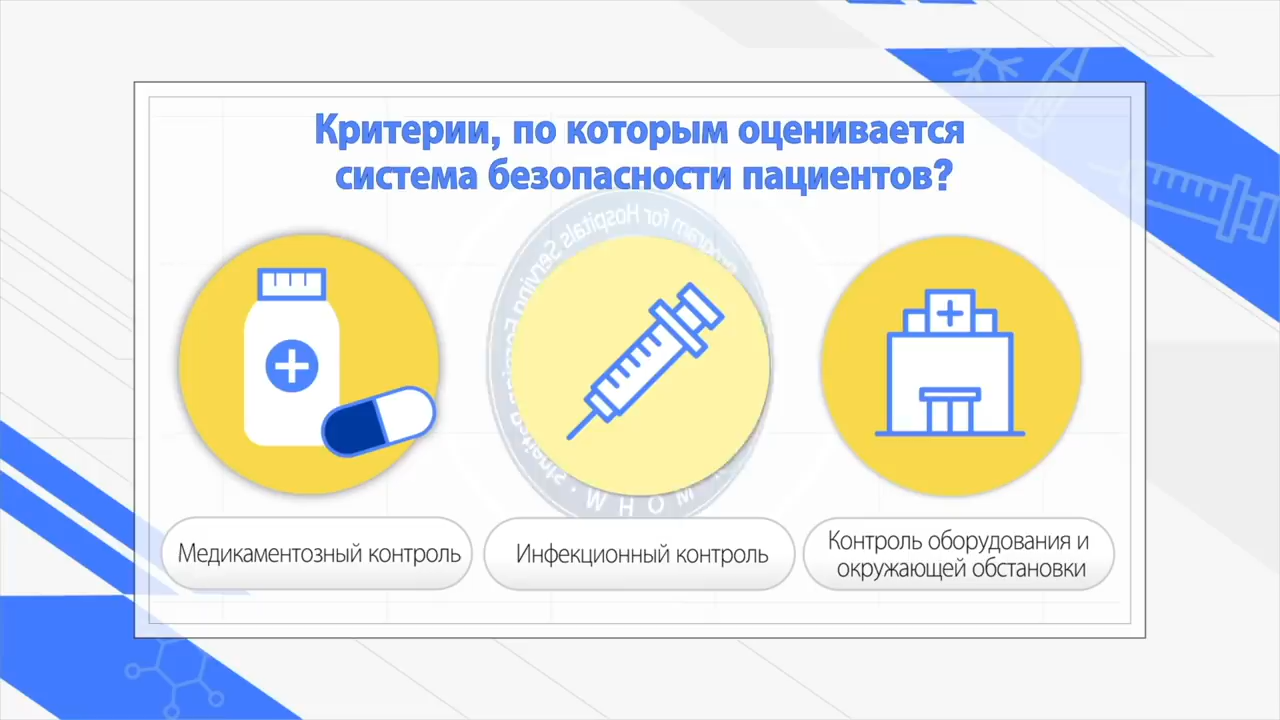 Критерии, по которым оценивается
система безопасности пациентов?
Медикаментозный контроль
Инфекционный контроль
Контроль оборудования и
окружающей обстановки